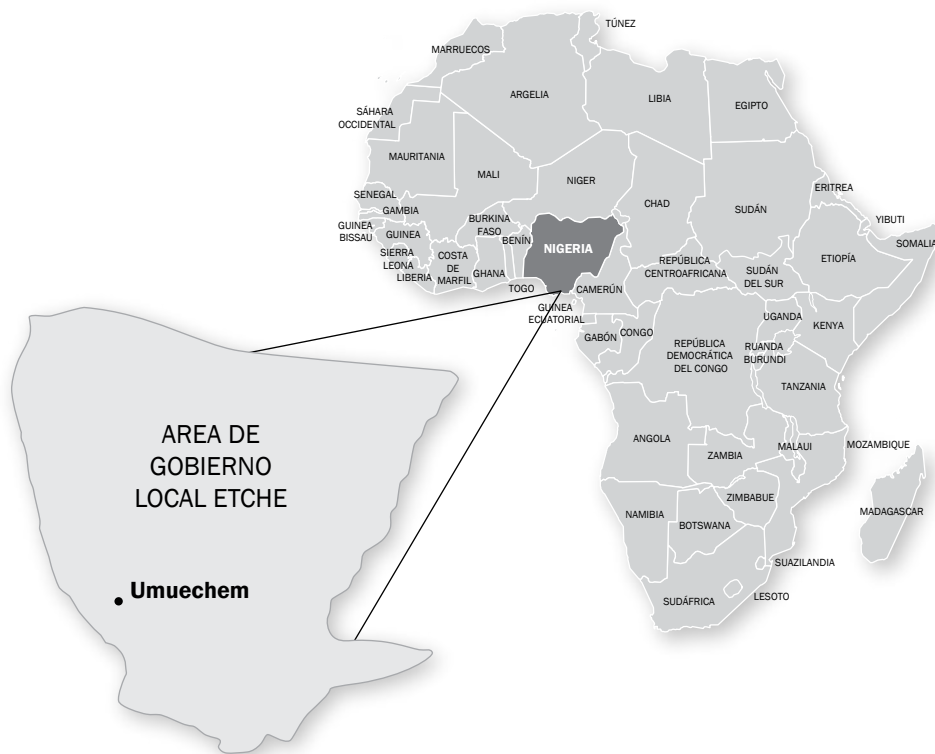 TÚNEZ
MARRUECOS
ARGELIA
LIBIA
EGIPTO
SÁHARA
OCCIDENTAL
MAURITANIA
MALI
NIGER
CHAD
SUDÁN
ERITREA
YIBUTI
SOMALIA
SENEGAL
GAMBIA
GUINEA
BISSAU
GUINEA
SIERRA
LEONA
LIBERIA
COSTA
DE
MARFIL
BURKINA
FASO
GHANA
TOGO
BENÍN
NIGERIA
CAMERÚN
REPÚBLICA
CENTROAFRICANA
SUDÁN
DEL SUR
ETIOPÍA
GUINEA
ECUATORIAL
GABÓN
CONGO
REPÚBLICA
DEMOCRÁTICA
DEL CONGO
UGANDA
KENYA
RUANDA
BURUNDI
TANZANIA
ANGOLA
ZAMBIA
MALAUI
MOZAMBIQUE
ZIMBABUE
NAMIBIA
BOTSWANA
MADAGASCAR
SUAZILANDIA
LESOTO
SUDÁFRICA
AREA DE
GOBIERNO
LOCAL ETCHE
Umuechem